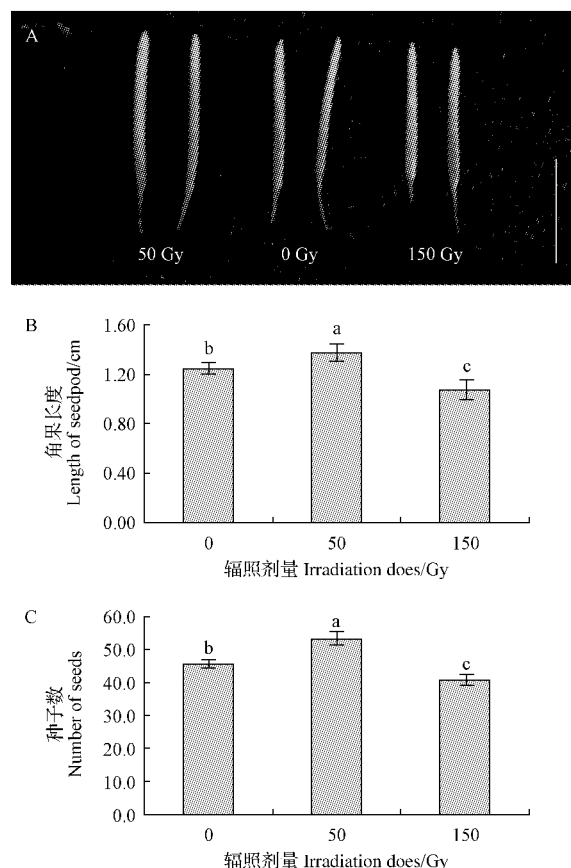 A
50 Gy 0 Gy 150 Gy
B
角果长度
Length of seedpod/cm
1.60
1.20
0.80
0.40
0.00
b
a
c
0 50 150
辐照剂量 Irradiation does/Gy
C
种子数
Number of seeds
60.0
50.0
40.0
30.0
20.0
10.0
0.0
b
a
c
0 50 150
辐照剂量 Irradiation does/Gy